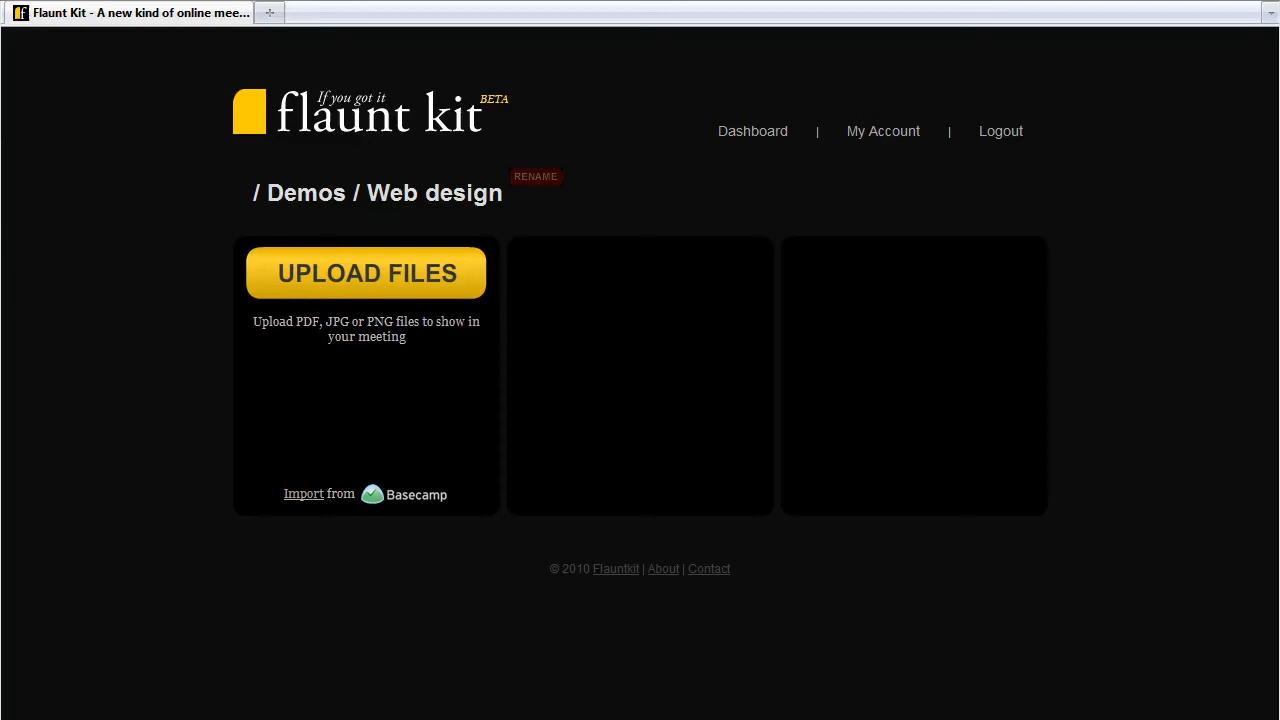 Flaunt Kit - A new kind of online mee...
If you got it
flaunt kit BETA
Dashboard | My Account | Logout
RENAME
/ Demos / Web design
UPLOAD FILES
Upload PDF, JPG or PNG files to show in
your meeting
Import from Basecamp
© 2010 Flauntkit | About | Contact